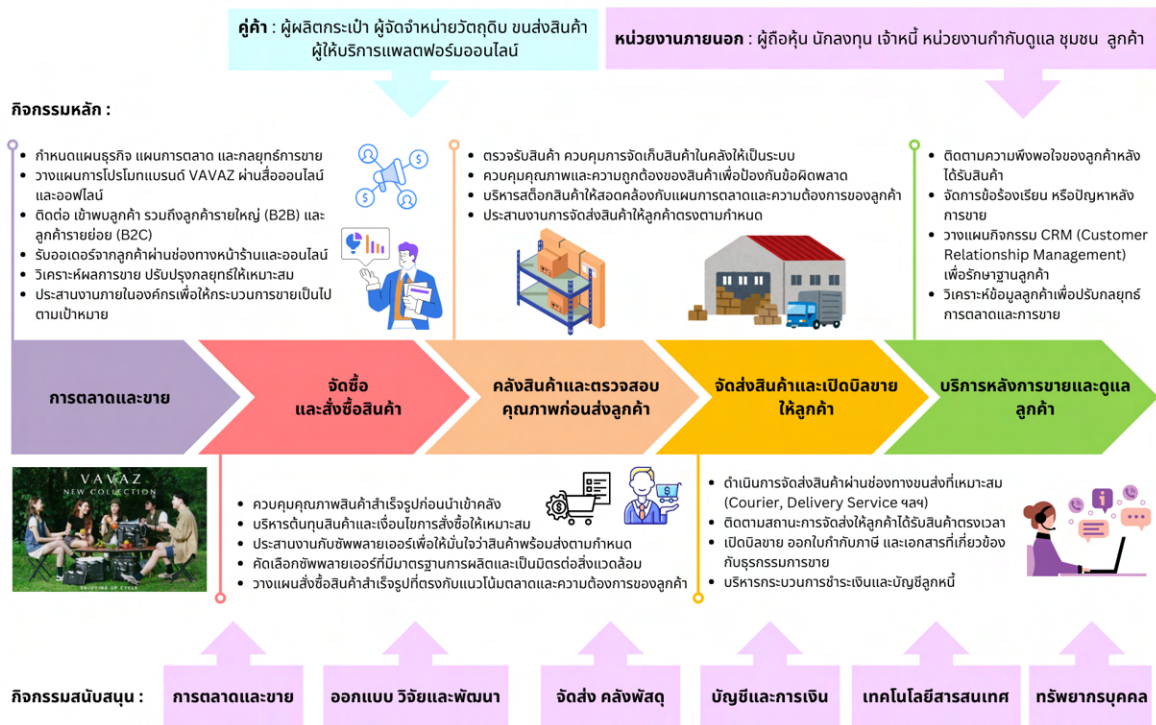 คู่ค้า : ผู้ผลิตกระเป๋า ผู้จัดจำหน่ายวัตถุดิบ ขนส่งสินค้า
ผู้ให้บริการแพลตฟอร์มออนไลน์
หน่วยงานภายนอก : ผู้ถือหุ้น นักลงทุน เจ้าหนี้ หน่วยงานกำกับดูแล ชุมชน ลูกค้า
กิจกรรมหลัก :
• กำหนดแผนธุรกิจ แผนการตลาด และกลยุทธ์การขาย
• วางแผนการโปรโมทแบรนด์ VAVAZ ผ่านสื่อออนไลน์
และออฟไลน์
• ติดต่อ เข้าพบลูกค้า รวมถึงลูกค้ารายใหญ่ (B2B) และ
ลูกค้ารายย่อย (B2C)
• รับออเดอร์จากลูกค้าผ่านช่องทางหน้าร้านและออนไลน์
• วิเคราะห์ผลการขาย ปรับปรุงกลยุทธ์ให้เหมาะสม
• ประสานงานภายในองค์กรเพื่อให้กระบวนการขายเป็นไป
ตามเป้าหมาย
• ตรวจรับสินค้า ควบคุมการจัดเก็บสินค้าในคลังให้เป็นระบบ
• ควบคุมคุณภาพและความถูกต้องของสินค้าเพื่อป้องกันข้อผิดพลาด
• บริหารสต็อกสินค้าให้สอดคล้องกับแผนการตลาดและความต้องการของลูกค้า
• ประสานงานการจัดส่งสินค้าให้ลูกค้าตรงตามกำหนด
• ติดตามความพึงพอใจของลูกค้าหลัง
ได้รับสินค้า
• จัดการข้อร้องเรียน หรือปัญหาหลัง
การขาย
• วางแผนกิจกรรม CRM (Customer
Relationship Management)
เพื่อรักษาฐานลูกค้า
• วิเคราะห์ข้อมูลลูกค้าเพื่อปรับกลยุทธ์
การตลาดและการขาย
การตลาดและขาย
จัดซื้อ
และสั่งซื้อสินค้า
คลังสินค้าและตรวจสอบ
คุณภาพก่อนส่งลูกค้า
จัดส่งสินค้าและเปิดบิลขาย
ให้ลูกค้า
บริการหลังการขายและดูแล
ลูกค้า
VAVAZ
NEW COLLECTION
ENJOYING UP CYCLE
• ควบคุมคุณภาพสินค้าสำเร็จรูปก่อนนำเข้าคลัง
• บริหารต้นทุนสินค้าและเงื่อนไขการสั่งซื้อให้เหมาะสม
• ประสานงานกับซัพพลายเออร์เพื่อให้มั่นใจว่าสินค้าพร้อมส่งตามกำหนด
• คัดเลือกซัพพลายเออร์ที่มีมาตรฐานการผลิตและเป็นมิตรต่อสิ่งแวดล้อม
• วางแผนสั่งซื้อสินค้าสำเร็จรูปที่ตรงกับแนวโน้มตลาดและความต้องการของลูกค้า
• ดำเนินการจัดส่งสินค้าผ่านช่องทางขนส่งที่เหมาะสม
(Courier, Delivery Service ฯลฯ)
• ติดตามสถานะการจัดส่งให้ลูกค้าได้รับสินค้าตรงเวลา
• เปิดบิลขาย ออกใบกำกับภาษี และเอกสารที่เกี่ยวข้อง
กับธุรกรรมการขาย
• บริหารกระบวนการชำระเงินและบัญชีลูกหนี้
กิจกรรมสนับสนุน :
การตลาดและขาย
ออกแบบ วิจัยและพัฒนา
จัดส่ง คลังพัสดุ
บัญชีและการเงิน
เทคโนโลยีสารสนเทศ
ทรัพยากรบุคคล